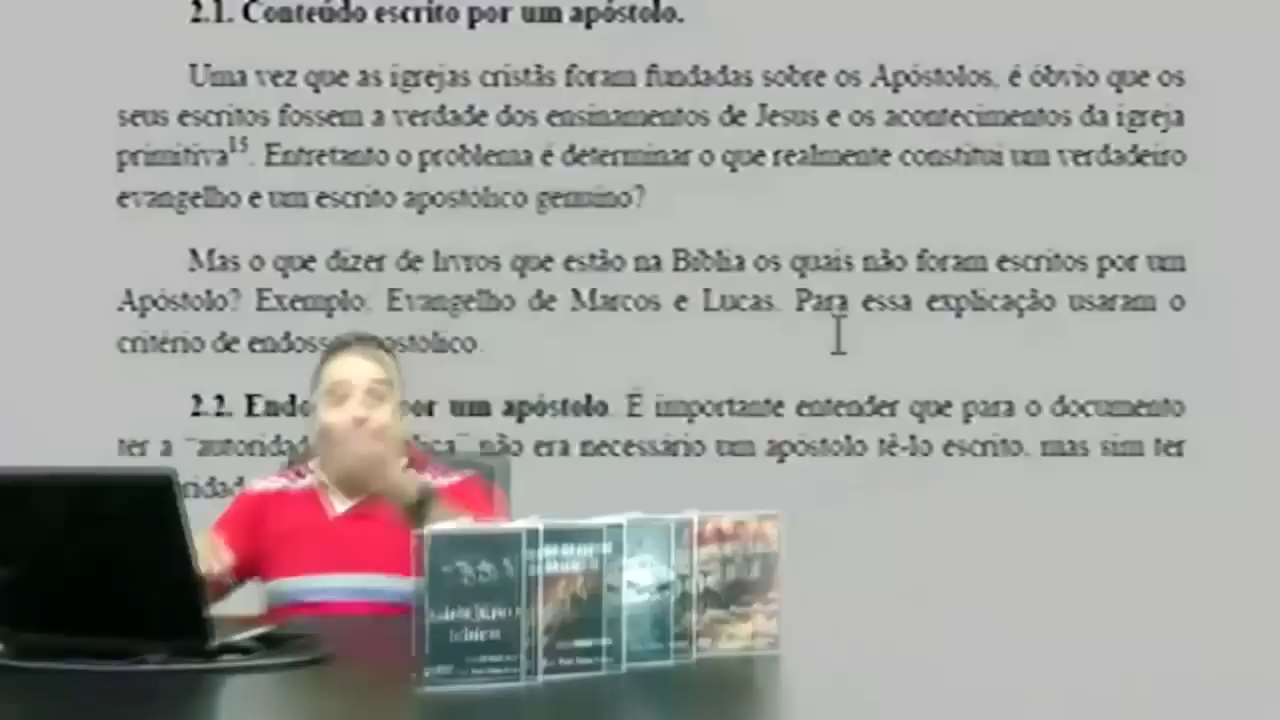 2.1. Conteúdo escrito por um apóstolo.
Uma vez que as igrejas cristãs foram fundadas sobre os Apóstolos, é óbvio que os
seus escritos fossem a verdade dos ensinamentos de Jesus e os acontecimentos da igreja
primitiva15. Entretanto o problema é determinar o que realmente constitui um verdadeiro
evangelho e um escrito apostólico genuíno?
Mas o que dizer de livros que estão na Bíblia os quais não foram escritos por um
Apóstolo? Exemplo: Evangelho de Marcos e Lucas. Para essa explicação usaram o
critério de
2.2. por um apóstolo. É importante entender que para o documento
ter a não era necessário um apóstolo tê-lo escrito, mas sim ter